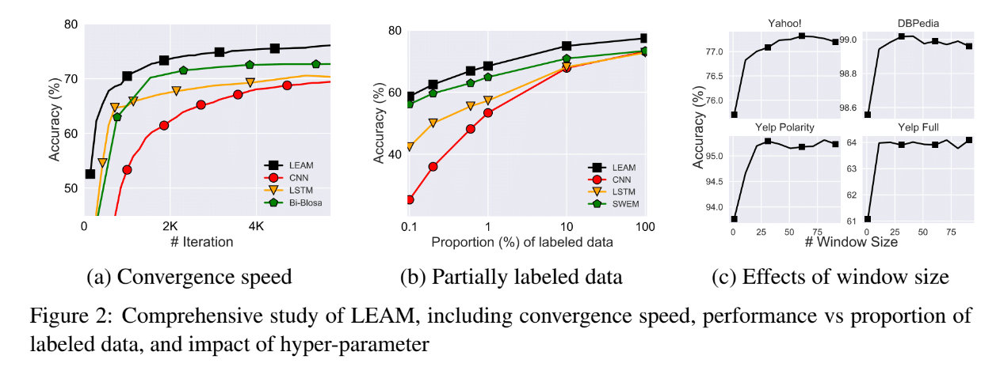 80
70
60
50
Accuracy (%)
0
2K
4K
# Iteration
LEAM
CNN
LSTM
Bi-Blosa
(a) Convergence speed
80
60
40
Accuracy (%)
0.1
1
10
100
Proportion (%) of labeled data
LEAM
CNN
LSTM
SWEM
(b) Partially labeled data
Accuracy (%)
Yahoo!
77.0
76.5
76.0
DBPedia
99.0
98.8
98.6
Yelp Polarity
95.0
94.5
94.0
0
25
50
75
Yelp Full
64
63
62
61
0
25
50
75
# Window Size
(c) Effects of window size
Figure 2: Comprehensive study of LEAM, including convergence speed, performance vs proportion of
labeled data, and impact of hyper-parameter